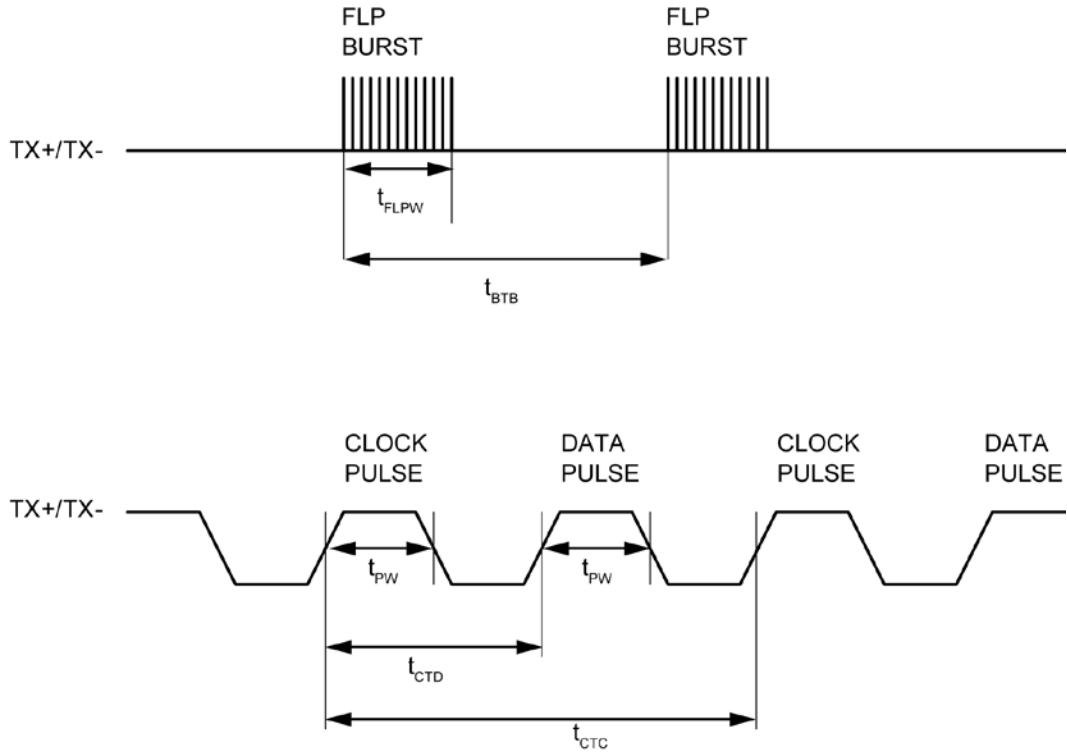 FLP
BURST
FLP
BURST
TX+/TX-
tFLPW
tBTB
CLOCK
PULSE
DATA
PULSE
CLOCK
PULSE
DATA
PULSE
TX+/TX-
tPW
tPW
tCTD
tCTC